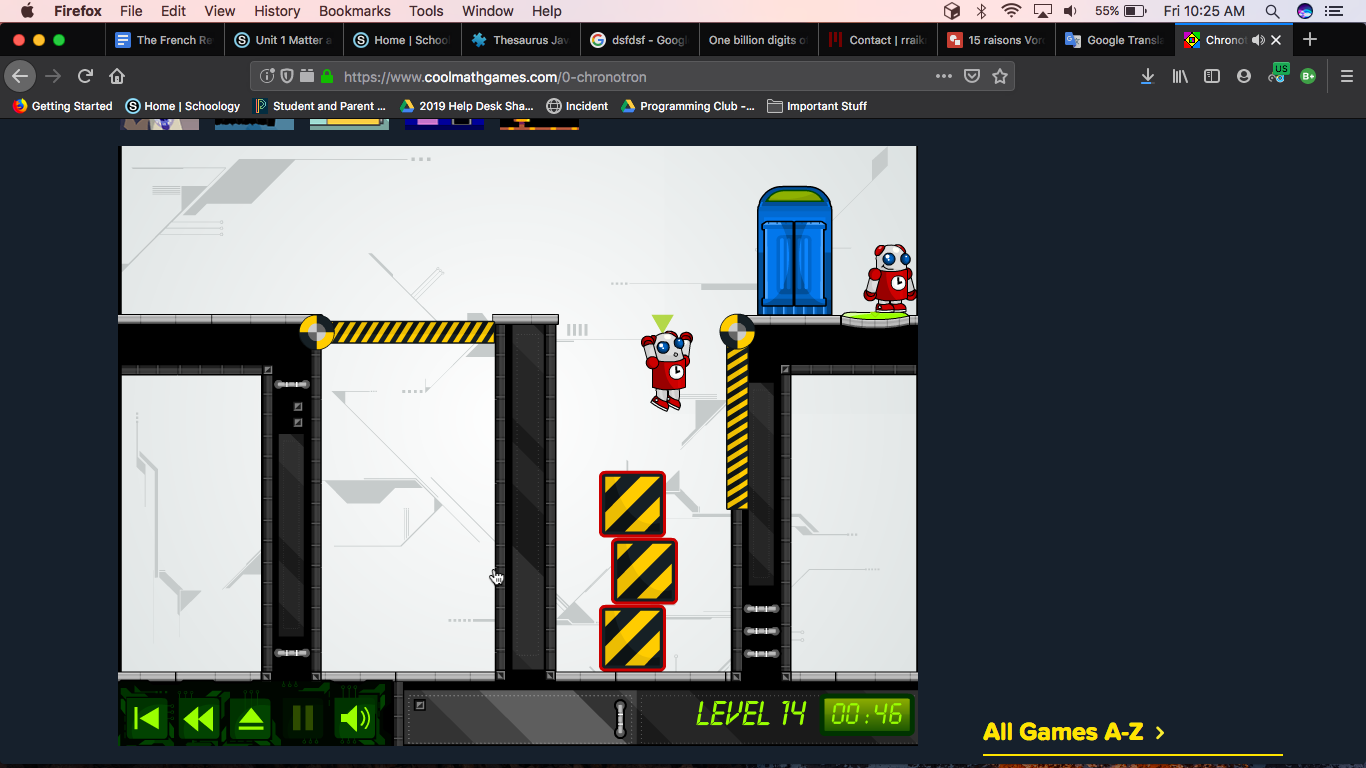 Firefox File Edit View History Bookmarks Tools Window Help 55% Fri 10:25 AM
The French Re
Unit 1 Matter a
Home | School
Thesaurus Jav
dsfdsf - Googl
One billion digits o
Contact | rraik
15 raisons Vor
Google Transla
Chronot
https://www.coolmathgames.com/0-chronotron
US
B+
Getting Started Home | Schoology Student and Parent ... 2019 Help Desk Sha... Incident Programming Club -... Important Stuff
LEVEL 14 00:46
All Games A-Z >